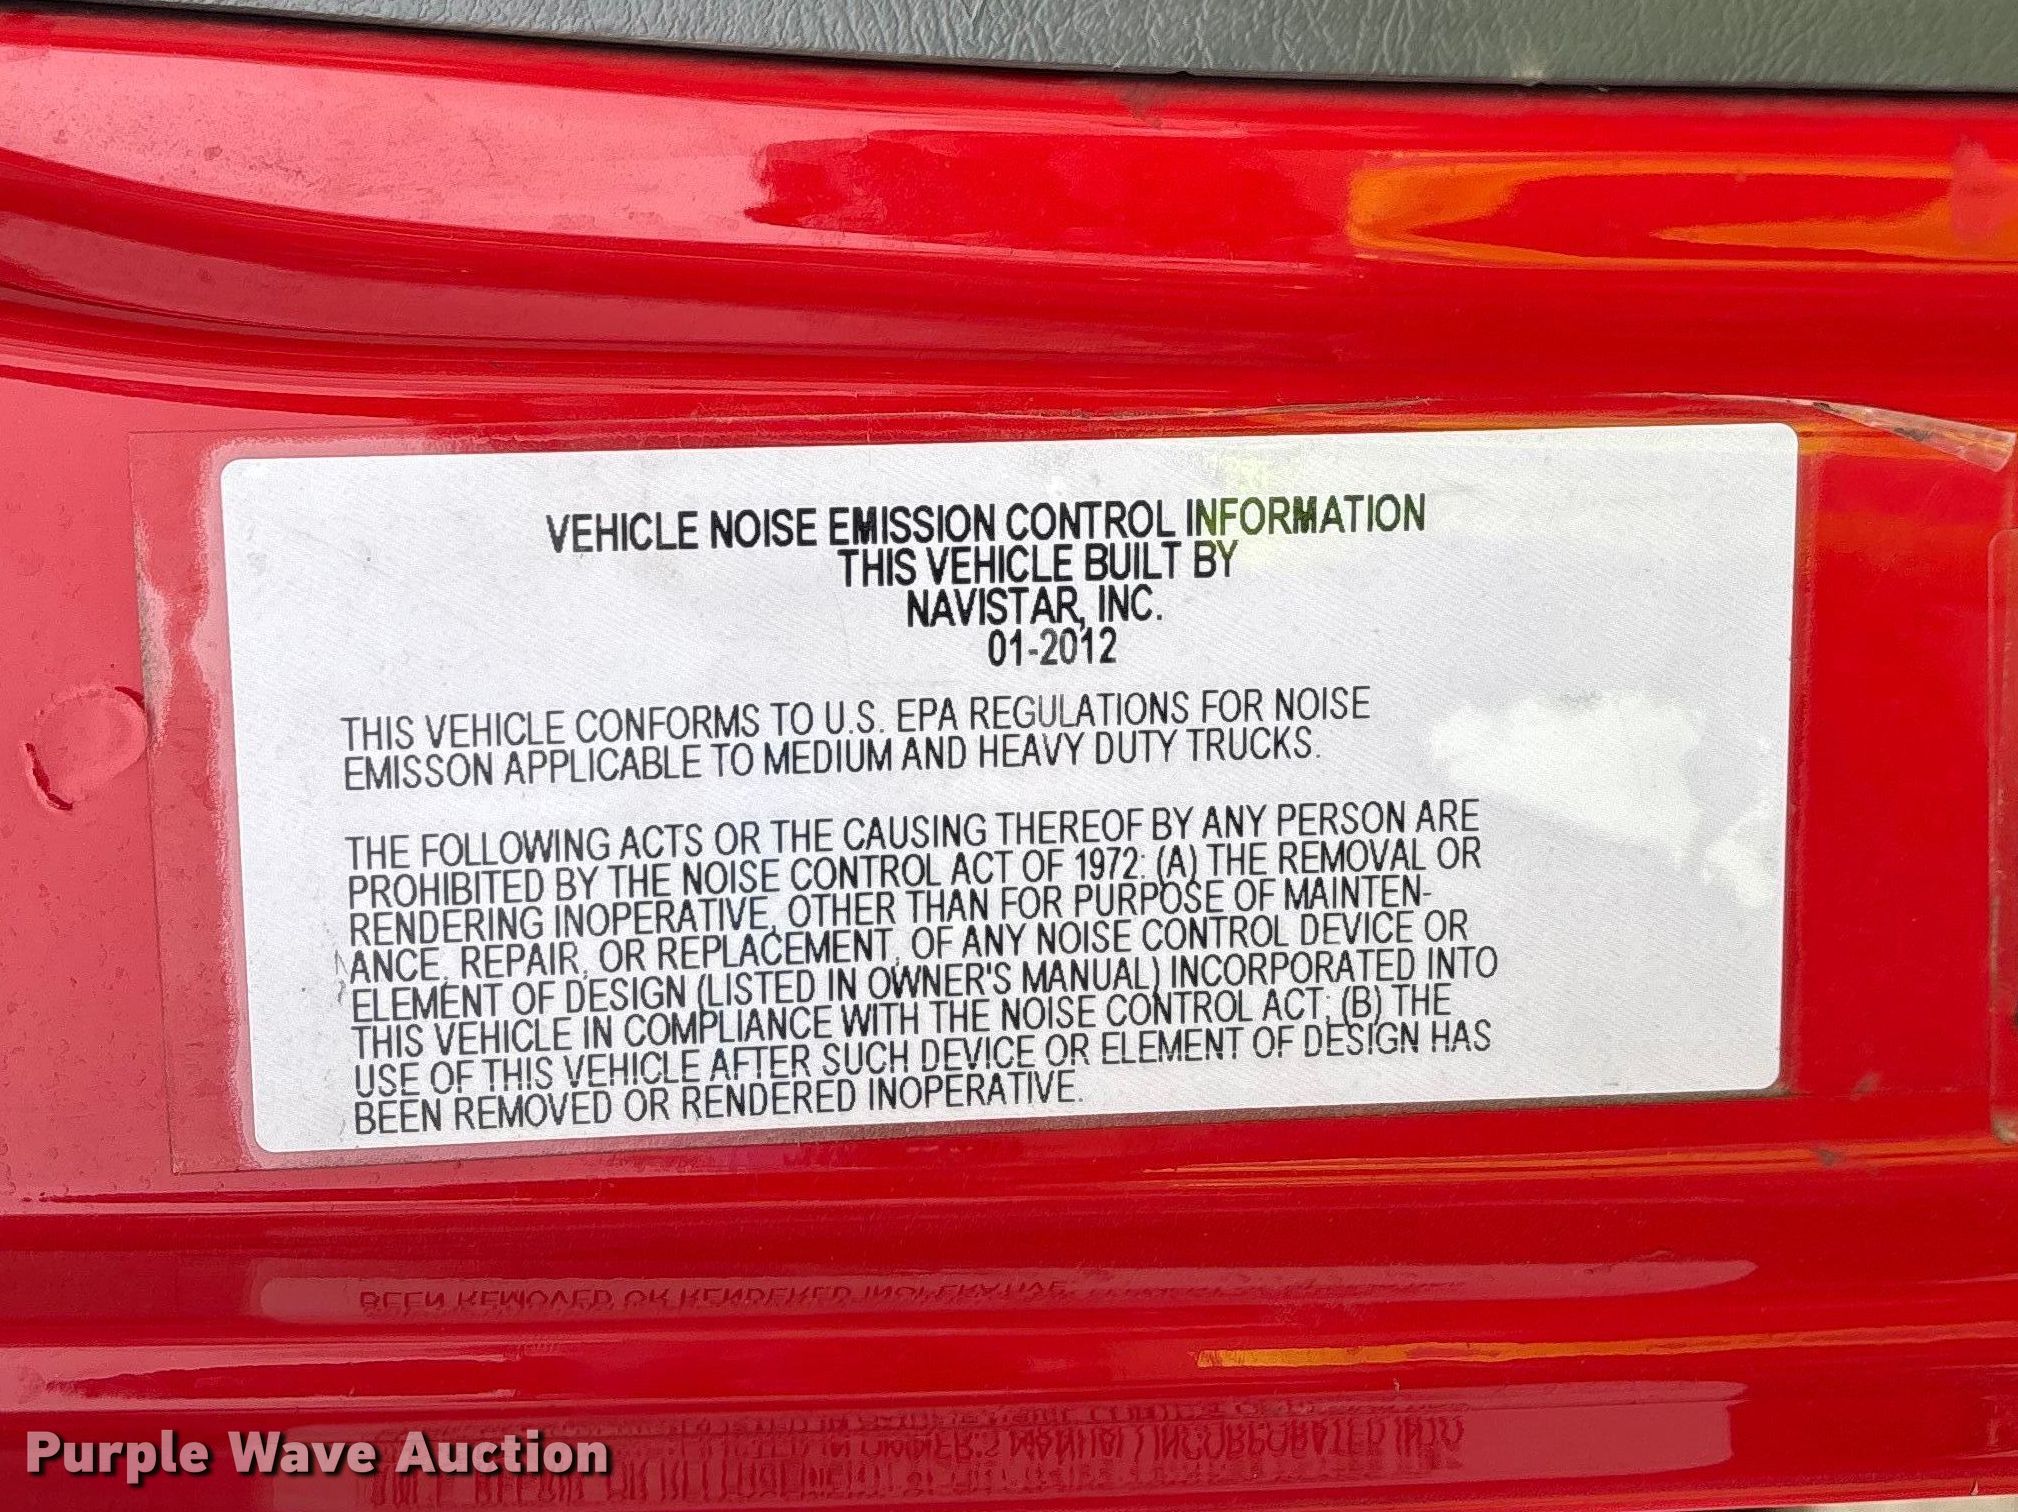 VEHICLE NOISE EMISSION CONTROL INFORMATION
THIS VEHICLE BUILT BY
NAVISTAR, INC.
01-2012
THIS VEHICLE CONFORMS TO U.S. EPA REGULATIONS FOR NOISE
EMISSON APPLICABLE TO MEDIUM AND HEAVY DUTY TRUCKS.
THE FOLLOWING ACTS OR THE CAUSING THEREOF BY ANY PERSON ARE
PROHIBITED BY THE NOISE CONTROL ACT OF 1972: (A) THE REMOVAL OR
RENDERING INOPERATIVE, OTHER THAN FOR PURPOSE OF MAINTEN-
ANCE, REPAIR, OR REPLACEMENT, OF ANY NOISE CONTROL DEVICE OR
ELEMENT OF DESIGN (LISTED IN OWNER'S MANUAL) INCORPORATED INTO
THIS VEHICLE IN COMPLIANCE WITH THE NOISE CONTROL ACT; (B) THE
USE OF THIS VEHICLE AFTER SUCH DEVICE OR ELEMENT OF DESIGN HAS
BEEN REMOVED OR RENDERED INOPERATIVE.
Purple Wave Auction